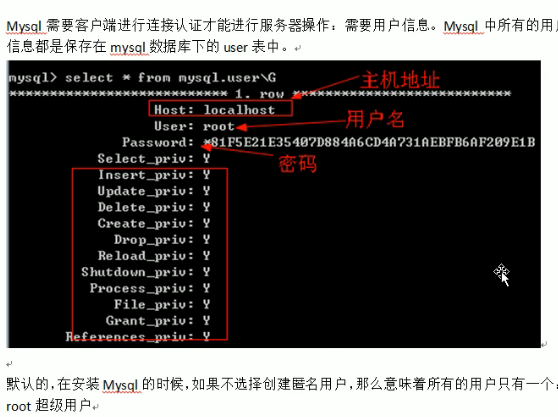 Mysql 需要客户端进行连接认证才能进行服务器操作：需要用户信息。Mysql 中所有的用
信息都是保存在 mysql 数据库下的 user 表中。
mysql> select * from mysql.user\G
*************************** 1. row ***************************
主机地址
Host: localhost
User: root
用户名
Password: *81F5E21E35407D884A6CD4A731AEBFB6AF209E1B
密码
Select_priv: Y
Insert_priv: Y
Update_priv: Y
Delete_priv: Y
Create_priv: Y
Drop_priv: Y
Reload_priv: Y
Shutdown_priv: Y
Process_priv: Y
File_priv: Y
Grant_priv: Y
References_priv: Y
默认的,在安装 Mysql 的时候,如果不选择创建匿名用户,那么意味着所有的用户只有一个:
root 超级用户